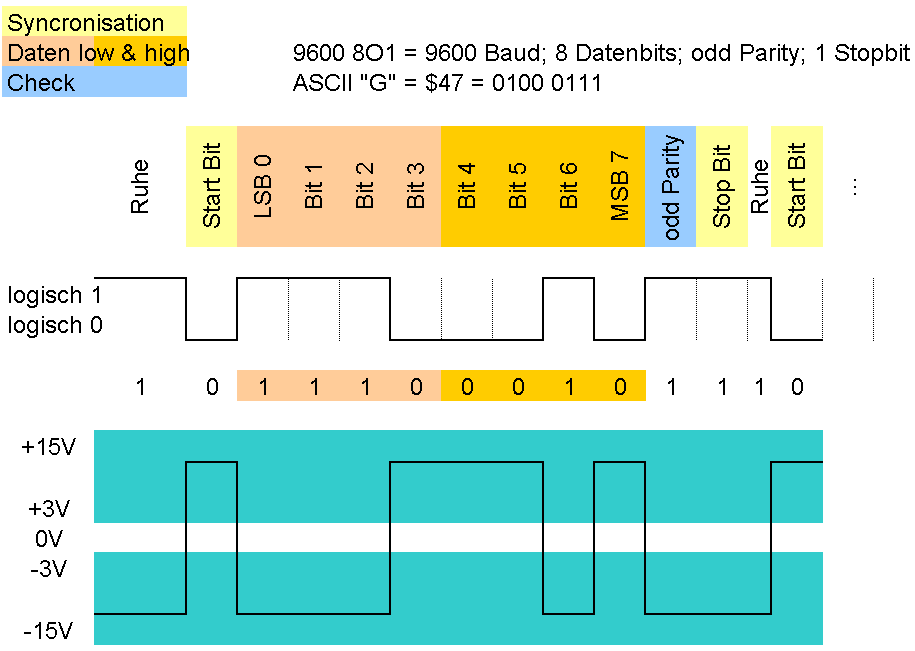 Syncronisation
Daten low & high
9600 8O1 = 9600 Baud; 8 Datenbits; odd Parity; 1 Stopbit
Check
ASCII "G" = $47 = 0100 0111
Ruhe
Start Bit
LSB 0
Bit 1
Bit 2
Bit 3
Bit 4
Bit 5
Bit 6
MSB 7
odd Parity
Stop Bit
Ruhe
Start Bit
...
logisch 1
logisch 0
1 0 1 1 1 0 0 0 1 0 1 1 1 0
+15V
+3V
0V
-3V
-15V